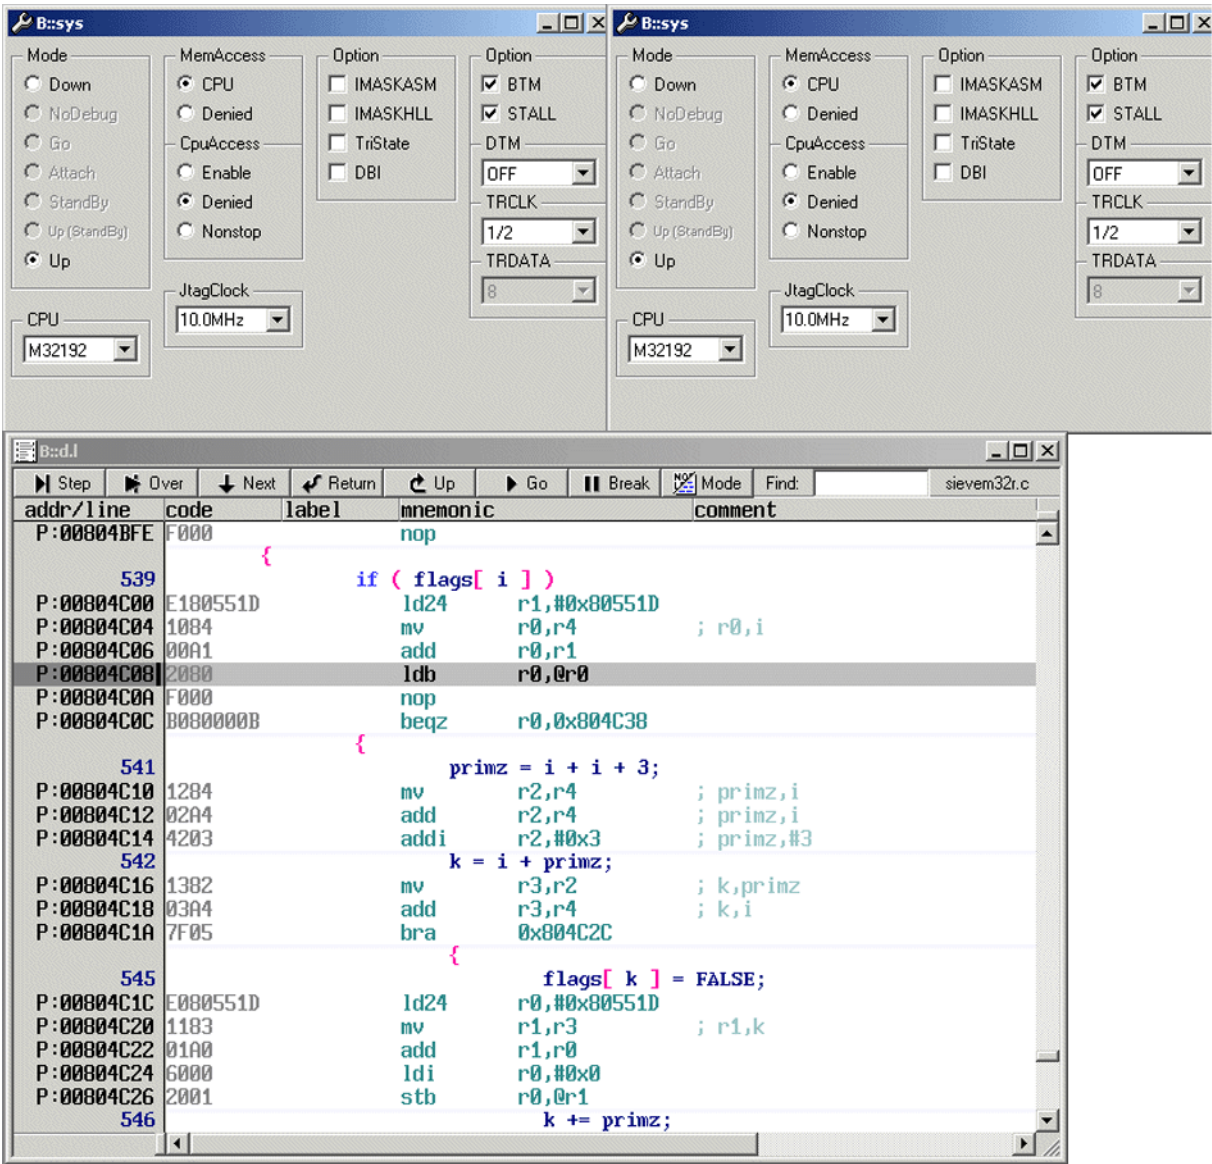 B::sys
Mode
Down
NoDebug
Go
Attach
StandBy
Up (StandBy)
Up
CPU
M32192
MemAccess
CPU
Denied
CpuAccess
Enable
Denied
Nonstop
JtagClock
10.0MHz
Option
IMASKASM
IMASKHLL
TriState
DBI
Option
BTM
STALL
DTM
OFF
TRCLK
1/2
TRDATA
8
B::sys
Mode
Down
NoDebug
Go
Attach
StandBy
Up (StandBy)
Up
CPU
M32192
MemAccess
CPU
Denied
CpuAccess
Enable
Denied
Nonstop
JtagClock
10.0MHz
Option
IMASKASM
IMASKHLL
TriState
DBI
Option
BTM
STALL
DTM
OFF
TRCLK
1/2
TRDATA
8
B::d.l
Step Over Next Return Up Go Break Mode Find: sievem32r.c
addr/line code label mnemonic comment
P:00804BFE F000 nop
{
539 if ( flags[ i ] )
P:00804C00 E180551D ld24 r1,#0x80551D
P:00804C04 1084 mv r0,r4 ; r0,i
P:00804C06 00A1 add r0,r1
P:00804C08 2080 ldb r0,@r0
P:00804C0A F000 nop
P:00804C0C B080000B beqz r0,0x804C38
{
541 primz = i + i + 3;
P:00804C10 1284 mv r2,r4 ; primz,i
P:00804C12 02A4 add r2,r4 ; primz,i
P:00804C14 4203 addi r2,#0x3 ; primz,#3
542 k = i + primz;
P:00804C16 1382 mv r3,r2 ; k,primz
P:00804C18 03A4 add r3,r4 ; k,i
P:00804C1A 7F05 bra 0x804C2C
{
545 flags[ k ] = FALSE;
P:00804C1C E080551D ld24 r0,#0x80551D
P:00804C20 1183 mv r1,r3 ; r1,k
P:00804C22 01A0 add r1,r0
P:00804C24 6000 ldi r0,#0x0
P:00804C26 2001 stb r0,@r1
546 k += primz;